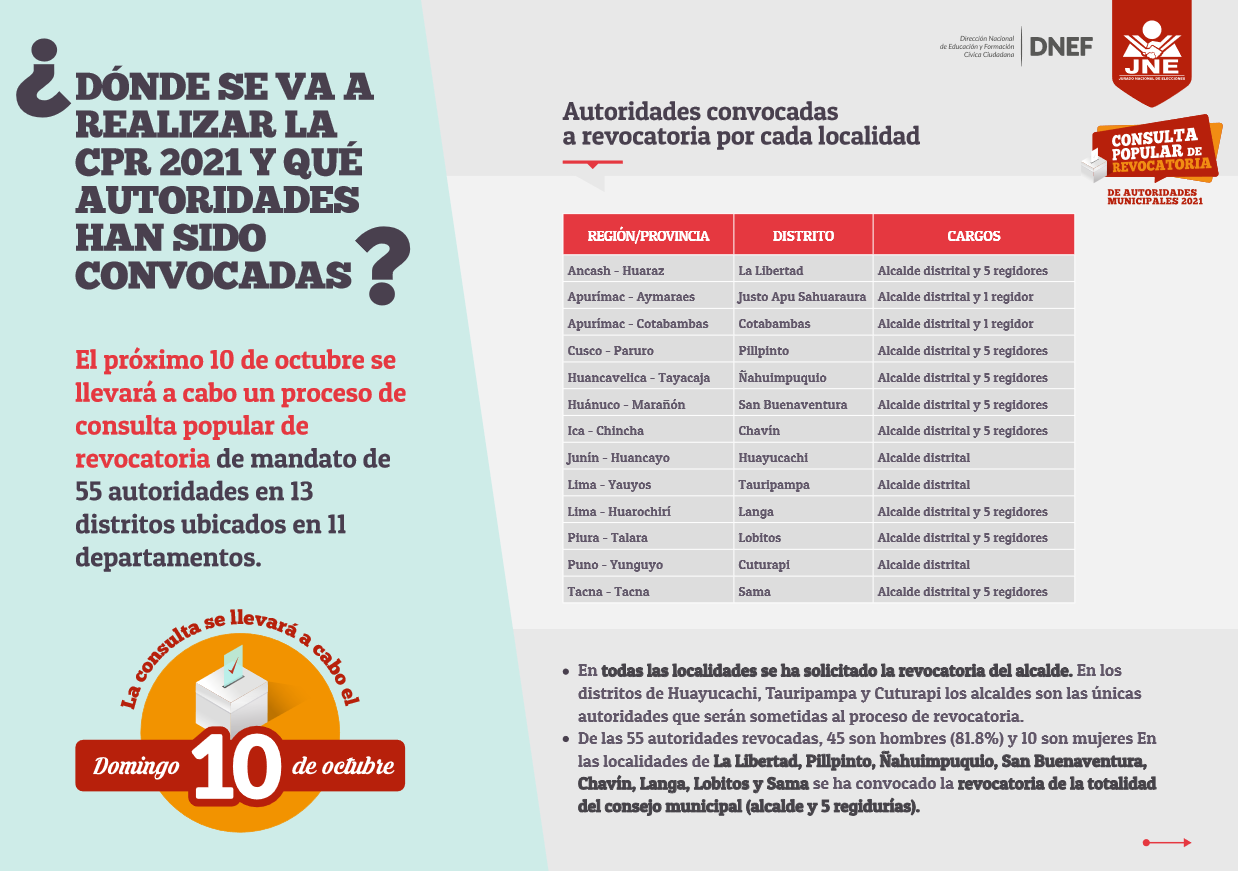 ¿DÓNDE SE VA A
REALIZAR LA
CPR 2021 Y QUÉ
AUTORIDADES
HAN SIDO
CONVOCADAS?
El próximo 10 de octubre se
llevará a cabo un proceso de
consulta popular de
revocatoria de mandato de
55 autoridades en 13
distritos ubicados en 11
departamentos.
La consulta se llevará a cabo el
Domingo 10 de octubre
Dirección Nacional
de Educación y Formación
Cívica Ciudadana
DNEF
JNE
JURADO NACIONAL DE ELECCIONES
CONSULTA
POPULAR DE
REVOCATORIA
DE AUTORIDADES
MUNICIPALES 2021
Autoridades convocadas
a revocatoria por cada localidad
REGIÓN/PROVINCIA DISTRITO CARGOS
Ancash - Huaraz La Libertad Alcalde distrital y 5 regidores
Apurímac - Aymaraes Justo Apu Sahuaraura Alcalde distrital y 1 regidor
Apurímac - Cotabambas Cotabambas Alcalde distrital y 1 regidor
Cusco - Paruro Pillpinto Alcalde distrital y 5 regidores
Huancavelica - Tayacaja Ñahuimpuquio Alcalde distrital y 5 regidores
Huánuco - Marañón San Buenaventura Alcalde distrital y 5 regidores
Ica - Chincha Chavín Alcalde distrital y 5 regidores
Junín - Huancayo Huayucachi Alcalde distrital
Lima - Yauyos Tauripampa Alcalde distrital
Lima - Huarochirí Langa Alcalde distrital y 5 regidores
Piura - Talara Lobitos Alcalde distrital y 5 regidores
Puno - Yunguyo Cuturapi Alcalde distrital
Tacna - Tacna Sama Alcalde distrital y 5 regidores
• En todas las localidades se ha solicitado la revocatoria del alcalde. En los
distritos de Huayucachi, Tauripampa y Cuturapi los alcaldes son las únicas
autoridades que serán sometidas al proceso de revocatoria.
• De las 55 autoridades revocadas, 45 son hombres (81.8%) y 10 son mujeres En
las localidades de La Libertad, Pillpinto, Ñahuimpuquio, San Buenaventura,
Chavín, Langa, Lobitos y Sama se ha convocado la revocatoria de la totalidad
del consejo municipal (alcalde y 5 regidurías).